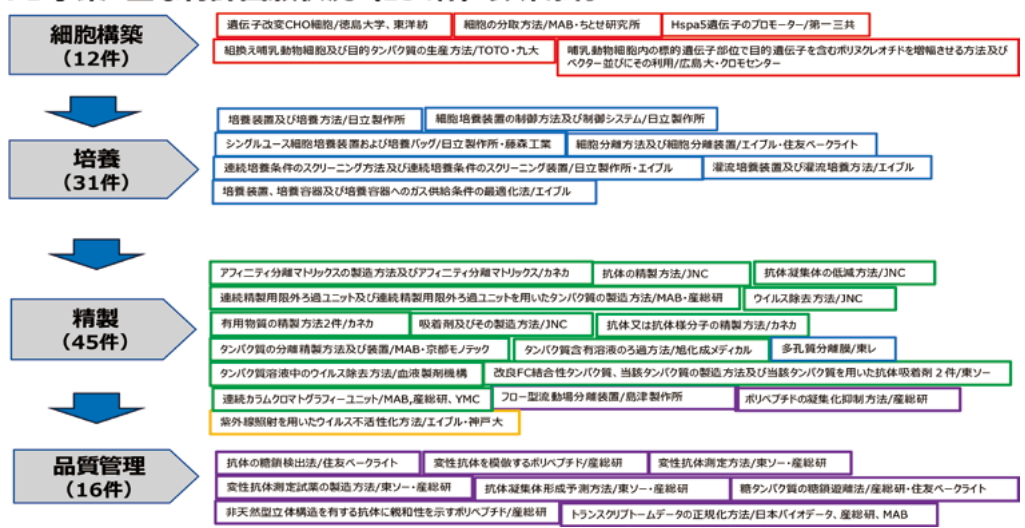 細胞構築
(12件)
遺伝子改変CHO細胞/徳島大学、東洋紡
細胞の分取方法/MAB・ちとせ研究所
Hspa5遺伝子のプロモーター/第一三共
組換え哺乳動物細胞及び目的タンパク質の生産方法/TOTO・九大
哺乳動物細胞内の標的遺伝子部位で目的遺伝子を含むポリヌクレオチドを増幅させる方法及び
ベクター並びにその利用/広島大・クロモセンター
培養
(31件)
培養装置及び培養方法/日立製作所
細胞培養装置の制御方法及び制御システム/日立製作所
シングルユース細胞培養装置および培養バッグ/日立製作所・藤森工業
細胞分離方法及び細胞分離装置/エイブル・住友ベークライト
連続培養条件のスクリーニング方法及び連続培養条件のスクリーニング装置/日立製作所・エイブル
灌流培養装置及び灌流培養方法/エイブル
培養装置、培養容器及び培養容器へのガス供給条件の最適化法/エイブル
精製
(45件)
アフィニティ分離マトリックスの製造方法及びアフィニティ分離マトリックス/カネカ
抗体の精製方法/JNC
抗体凝集体の低減方法/JNC
連続精製用限外ろ過ユニット及び連続精製用限外ろ過ユニットを用いたタンパク質の製造方法/MAB・産総研
ウイルス除去方法/JNC
有用物質の精製方法2件/カネカ
吸着剤及びその製造方法/JNC
抗体又は抗体様分子の精製方法/カネカ
タンパク質の分離精製方法及び装置/MAB・京都モノテック
タンパク質含有溶液のろ過方法/旭化成メディカル
多孔質分離膜/東レ
タンパク質溶液中のウイルス除去方法/血液製剤機構
改良FC結合性タンパク質、当該タンパク質の製造方法及び当該タンパク質を用いた抗体吸着剤２件/東ソー
連続カラムクロマトグラフィーユニット/MAB,産総研、YMC
フロー型流動場分離装置/島津製作所
ポリペプチドの凝集化抑制方法/産総研
紫外線照射を用いたウイルス不活性化方法/エイブル・神戸大
品質管理
(16件)
抗体の糖鎖検出法/住友ベークライト
変性抗体を模倣するポリペプチド/産総研
変性抗体測定方法/東ソー・産総研
変性抗体測定試薬の製造方法/東ソー・産総研
抗体凝集体形成予測方法/東ソー・産総研
糖タンパク質の糖鎖遊離法/産総研・住友ベークライト
非天然型立体構造を有する抗体に親和性を示すポリペプチド/産総研
トランスクリプトームデータの正規化方法/日本バイオデータ、産総研、MAB